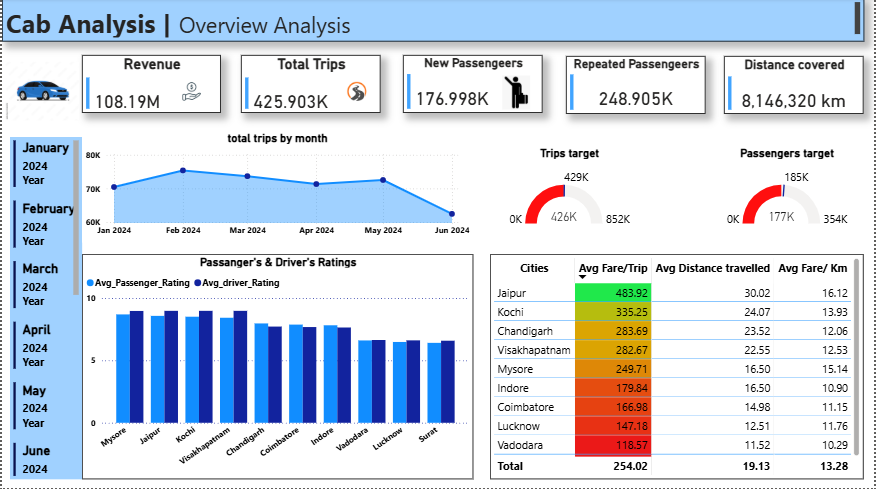 Cab Analysis | Overview Analysis
Revenue
108.19M
Total Trips
425.903K
New Passengeers
176.998K
Repeated Passengeers
248.905K
Distance covered
8,146,320 km
January
2024
Year
February
2024
Year
March
2024
Year
April
2024
Year
May
2024
Year
June
2024
total trips by month
80K
70K
60K
Jan 2024 Feb 2024 Mar 2024 Apr 2024 May 2024 Jun 2024
Trips target
429K
0K 426K 852K
Passengers target
185K
0K 177K 354K
Passanger's & Driver's Ratings
Avg_Passenger_Rating Avg_driver_Rating
10
5
0
Mysore Jaipur Kochi Visakhapatnam Chandigarh Coimbatore Indore Vadodara Lucknow Surat
Cities Avg Fare/Trip Avg Distance travelled Avg Fare/ Km
Jaipur 483.92 30.02 16.12
Kochi 335.25 24.07 13.93
Chandigarh 283.69 23.52 12.06
Visakhapatnam 282.67 22.55 12.53
Mysore 249.71 16.50 15.14
Indore 179.84 16.50 10.90
Coimbatore 166.98 14.98 11.15
Lucknow 147.18 12.51 11.76
Vadodara 118.57 11.52 10.29
Total 254.02 19.13 13.28